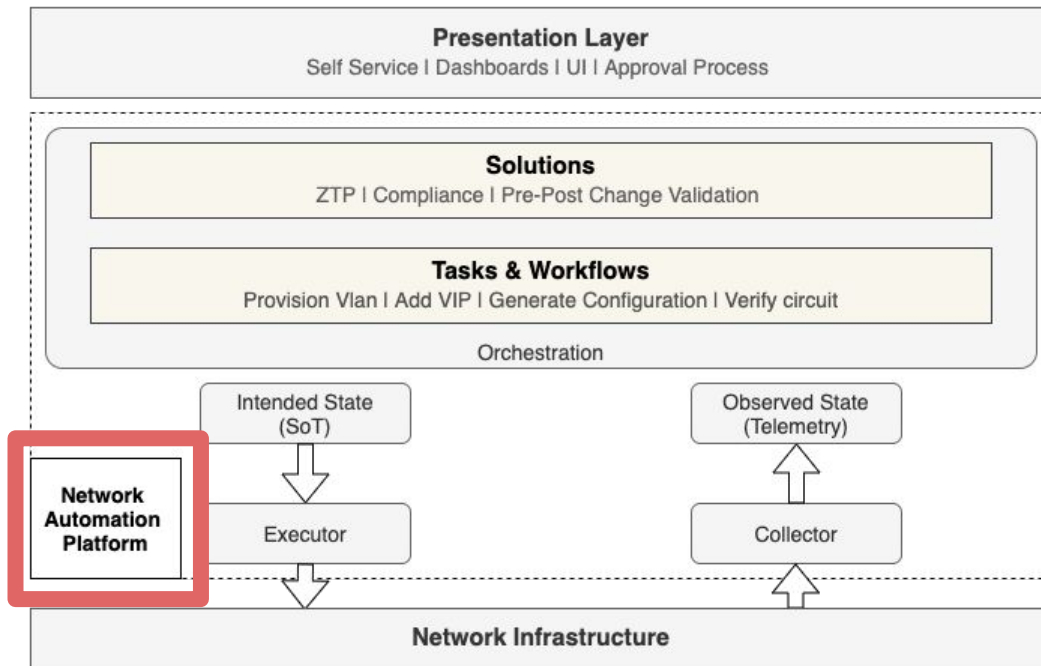 Presentation Layer
Self Service I Dashboards I UI I Approval Process
Solutions
ZTP I Compliance I Pre-Post Change Validation
Tasks & Workflows
Provision Vlan I Add VIP I Generate Configuration I Verify circuit
Orchestration
Intended State
(SoT)
Observed State
(Telemetry)
Network
Automation
Platform
Executor
Collector
Network Infrastructure